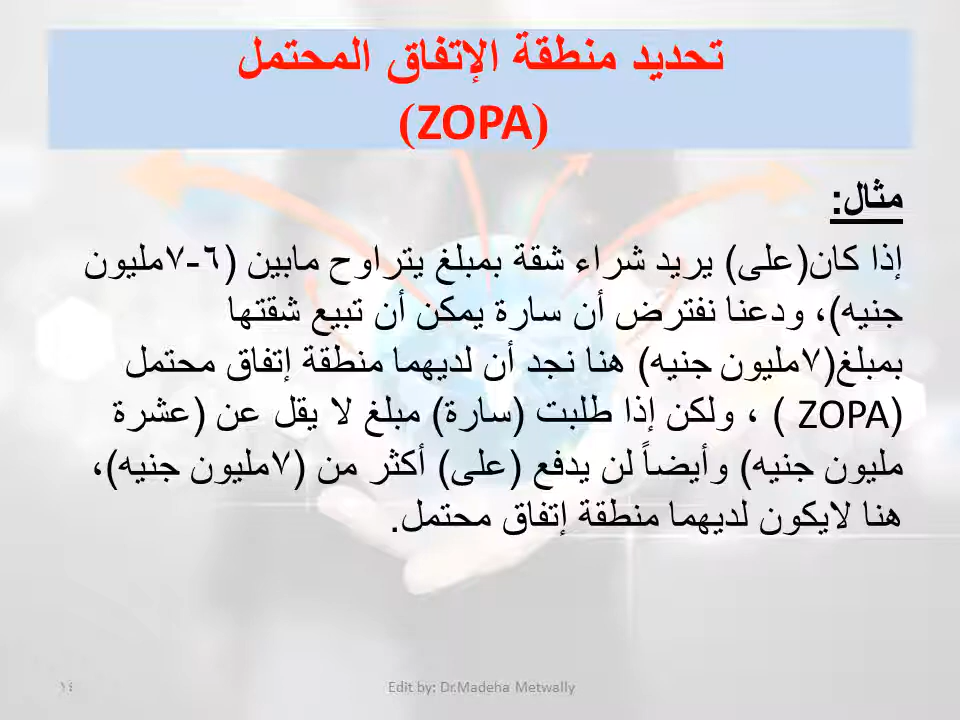 تحديد منطقة الإتفاق المحتمل
(ZOPA)
مثال:
إذا كان(على) يريد شراء شقة بمبلغ يتراوح مابين (٦-٧مليون
جنيه)، ودعنا نفترض أن سارة يمكن أن تبيع شقتها
بمبلغ(٧مليون جنيه) هنا نجد أن لديهما منطقة إتفاق محتمل
(ZOPA ) ، ولكن إذا طلبت (سارة) مبلغ لا يقل عن (عشرة
مليون جنيه) وأيضاً لن يدفع (على) أكثر من (٧مليون جنيه)،
هنا لايكون لديهما منطقة إتفاق محتمل.
Edit by: Dr.Madeha Metwally
١٤